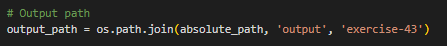 # Output path
output_path = os.path.join(absolute_path, 'output', 'exercise-43')